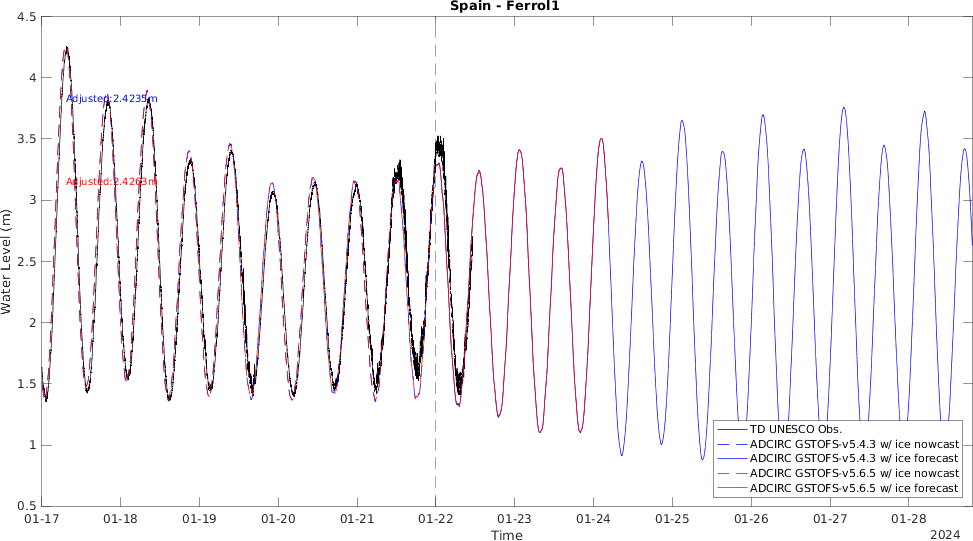 Spain - Ferrol1
4.5
4
3.5
3
2.5
2
1.5
1
0.5
Water Level (m)
Adjusted:2.4235m
Adjusted:2.4263m
TD UNESCO Obs.
ADCIRC GSTOFS-v5.4.3 w/ ice nowcast
ADCIRC GSTOFS-v5.4.3 w/ ice forecast
ADCIRC GSTOFS-v5.6.5 w/ ice nowcast
ADCIRC GSTOFS-v5.6.5 w/ ice forecast
01-17 01-18 01-19 01-20 01-21 01-22 01-23 01-24 01-25 01-26 01-27 01-28
Time
2024